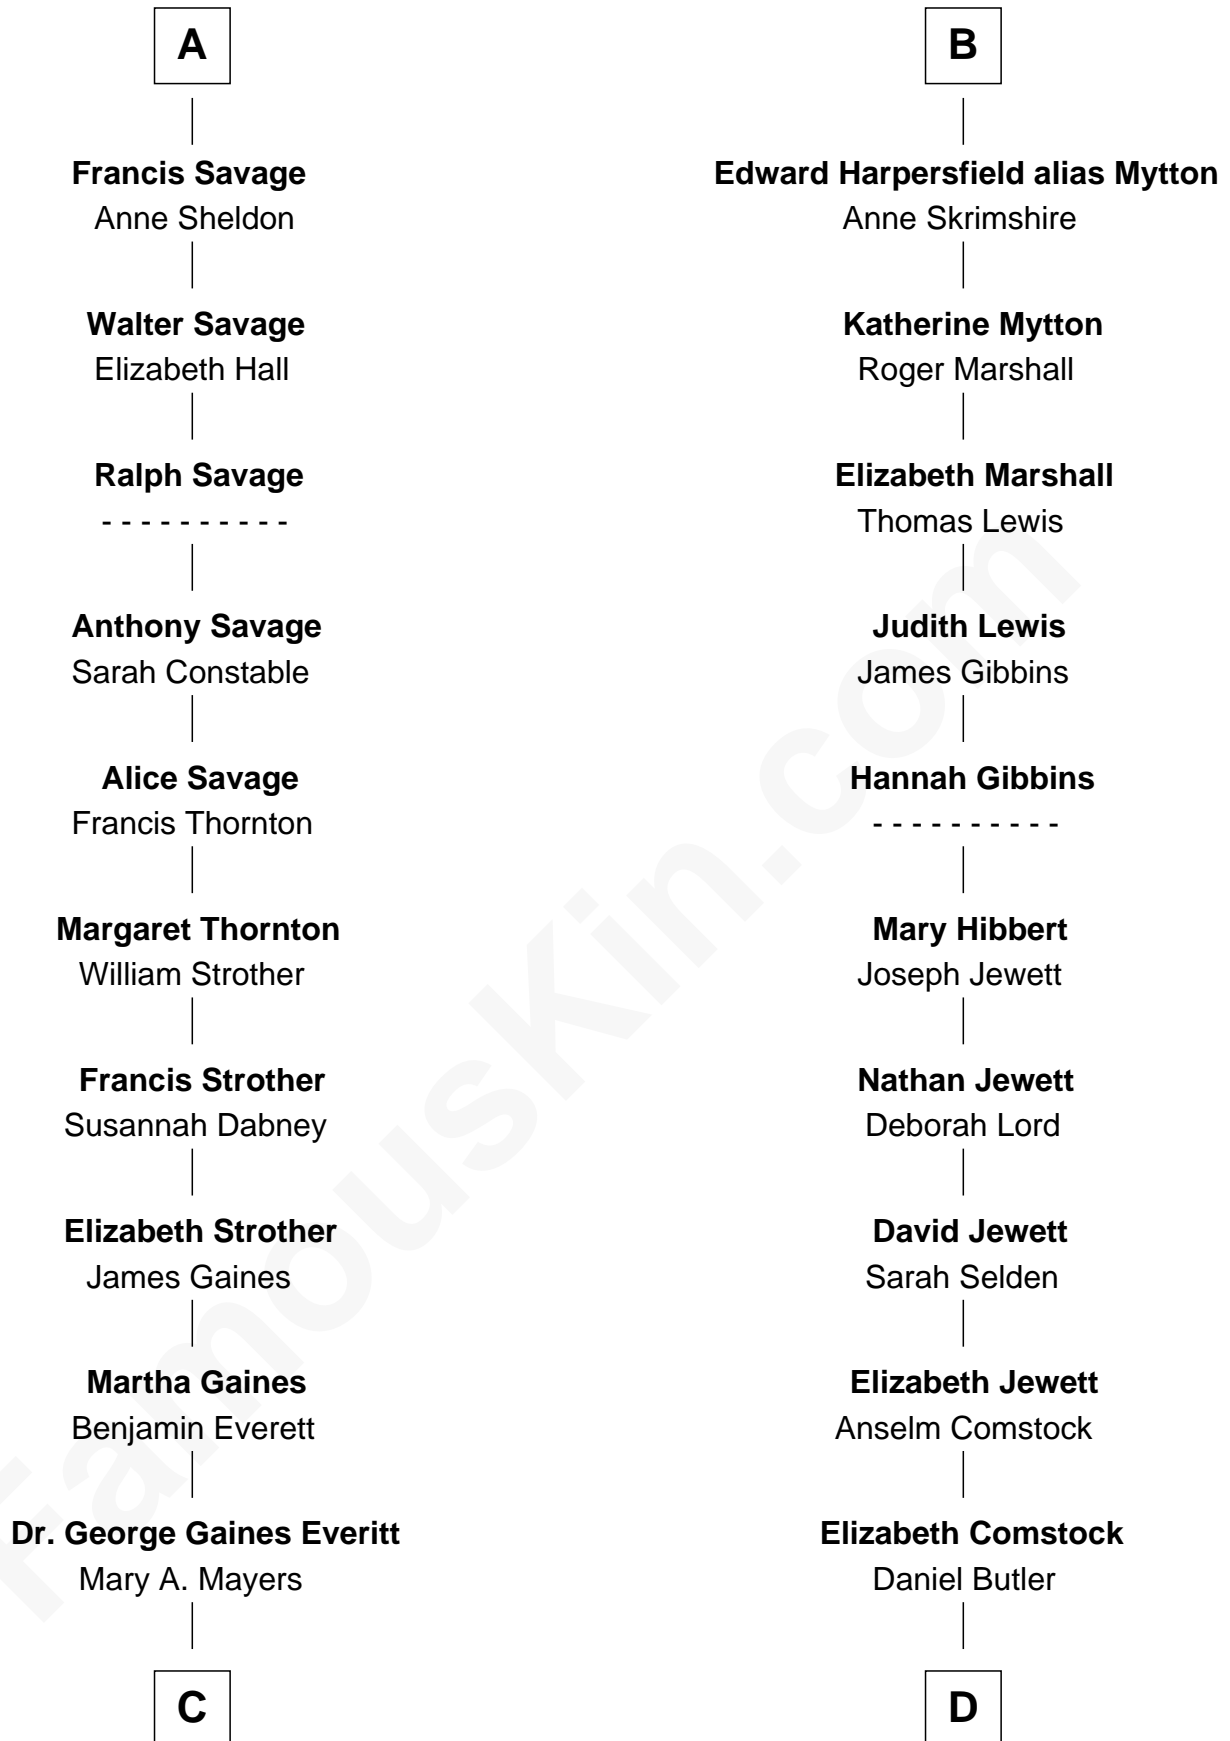 A
Francis Savage
Anne Sheldon
Walter Savage
Elizabeth Hall
Ralph Savage
- - - - - - - - - -
Anthony Savage
Sarah Constable
Alice Savage
Francis Thornton
Margaret Thornton
William Strother
Francis Strother
Susannah Dabney
Elizabeth Strother
James Gaines
Martha Gaines
Benjamin Everett
Dr. George Gaines Everitt
Mary A. Mayers
C
B
Edward Harpersfield alias Mytton
Anne Skrimshire
Katherine Mytton
Roger Marshall
Elizabeth Marshall
Thomas Lewis
Judith Lewis
James Gibbins
Hannah Gibbins
- - - - - - - - - -
Mary Hibbert
Joseph Jewett
Nathan Jewett
Deborah Lord
David Jewett
Sarah Selden
Elizabeth Jewett
Anselm Comstock
Elizabeth Comstock
Daniel Butler
D
FamousKin.com